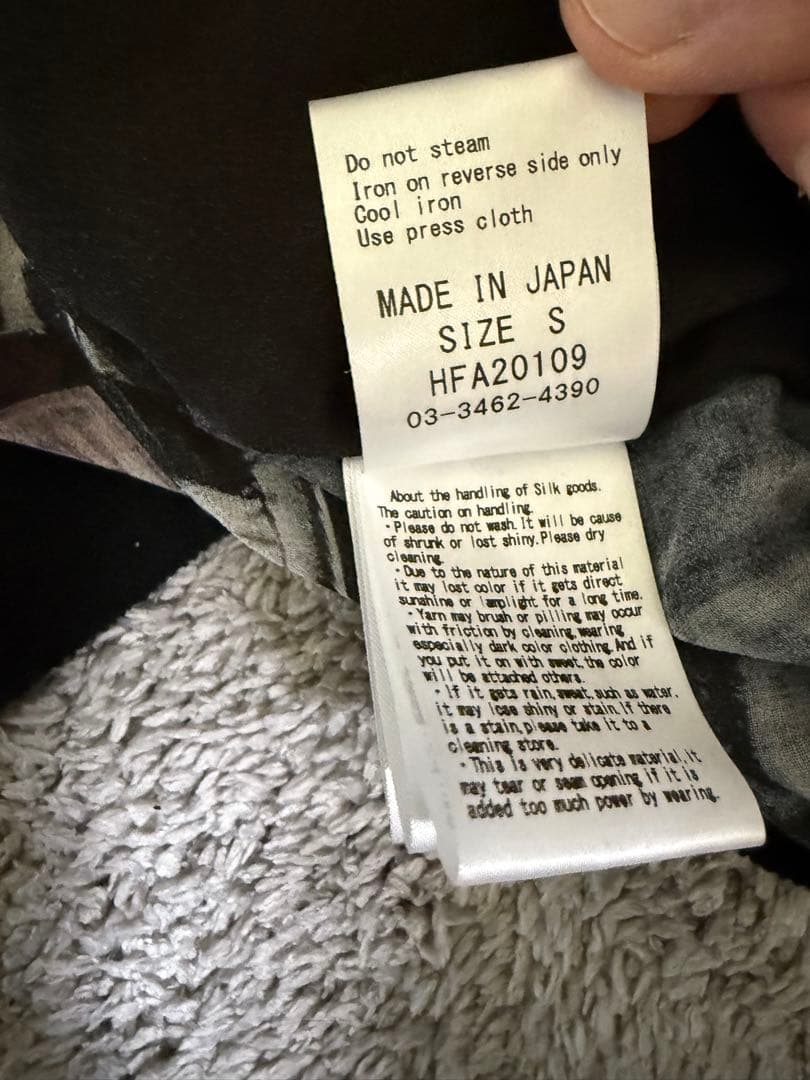 Do not steam
Iron on reverse side only
Cool iron
Use press cloth
MADE IN JAPAN
SIZE S
HFA20109
03-3462-4390
About the handling of Silk goods.
The caution on handling.
・Please do not wash. It will be cause
of shrunk or lost shiny. Please dry
cleaning.
・Due to the nature of this material
it may lost color if it gets direct
sunshine or lamplight for a long time.
・Yarn may brush or pilling may occur
with friction by cleaning, wearing
especially dark color clothing. And if
you put it on with sweat, the color
will be attached others.
・If it gets rain, sweat, such as water.
it may lose shiny or stain. If there
is a stain, please take it to a
cleaning store.
・This is very delicate material, it
may tear or seam opening if it is
added too much power by wearing.